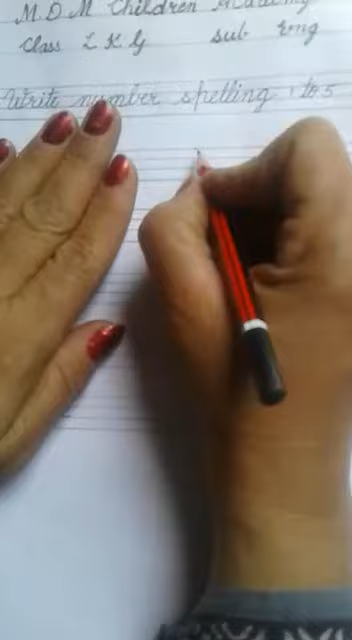 M.D.M Children Academy
Class L K G Sub Eng
Write number spelling 1 to 5